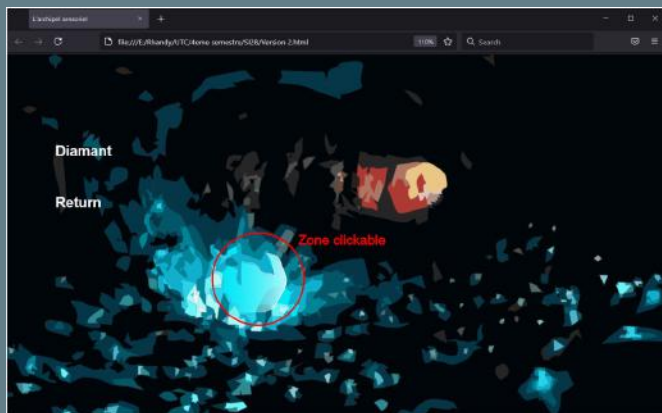 L'archipel sensoriel
file:///E:/Rhandy/UTC/4eme semestre/SI28/Version 2.html
110%
Search
Diamant
Return
Zone clickable